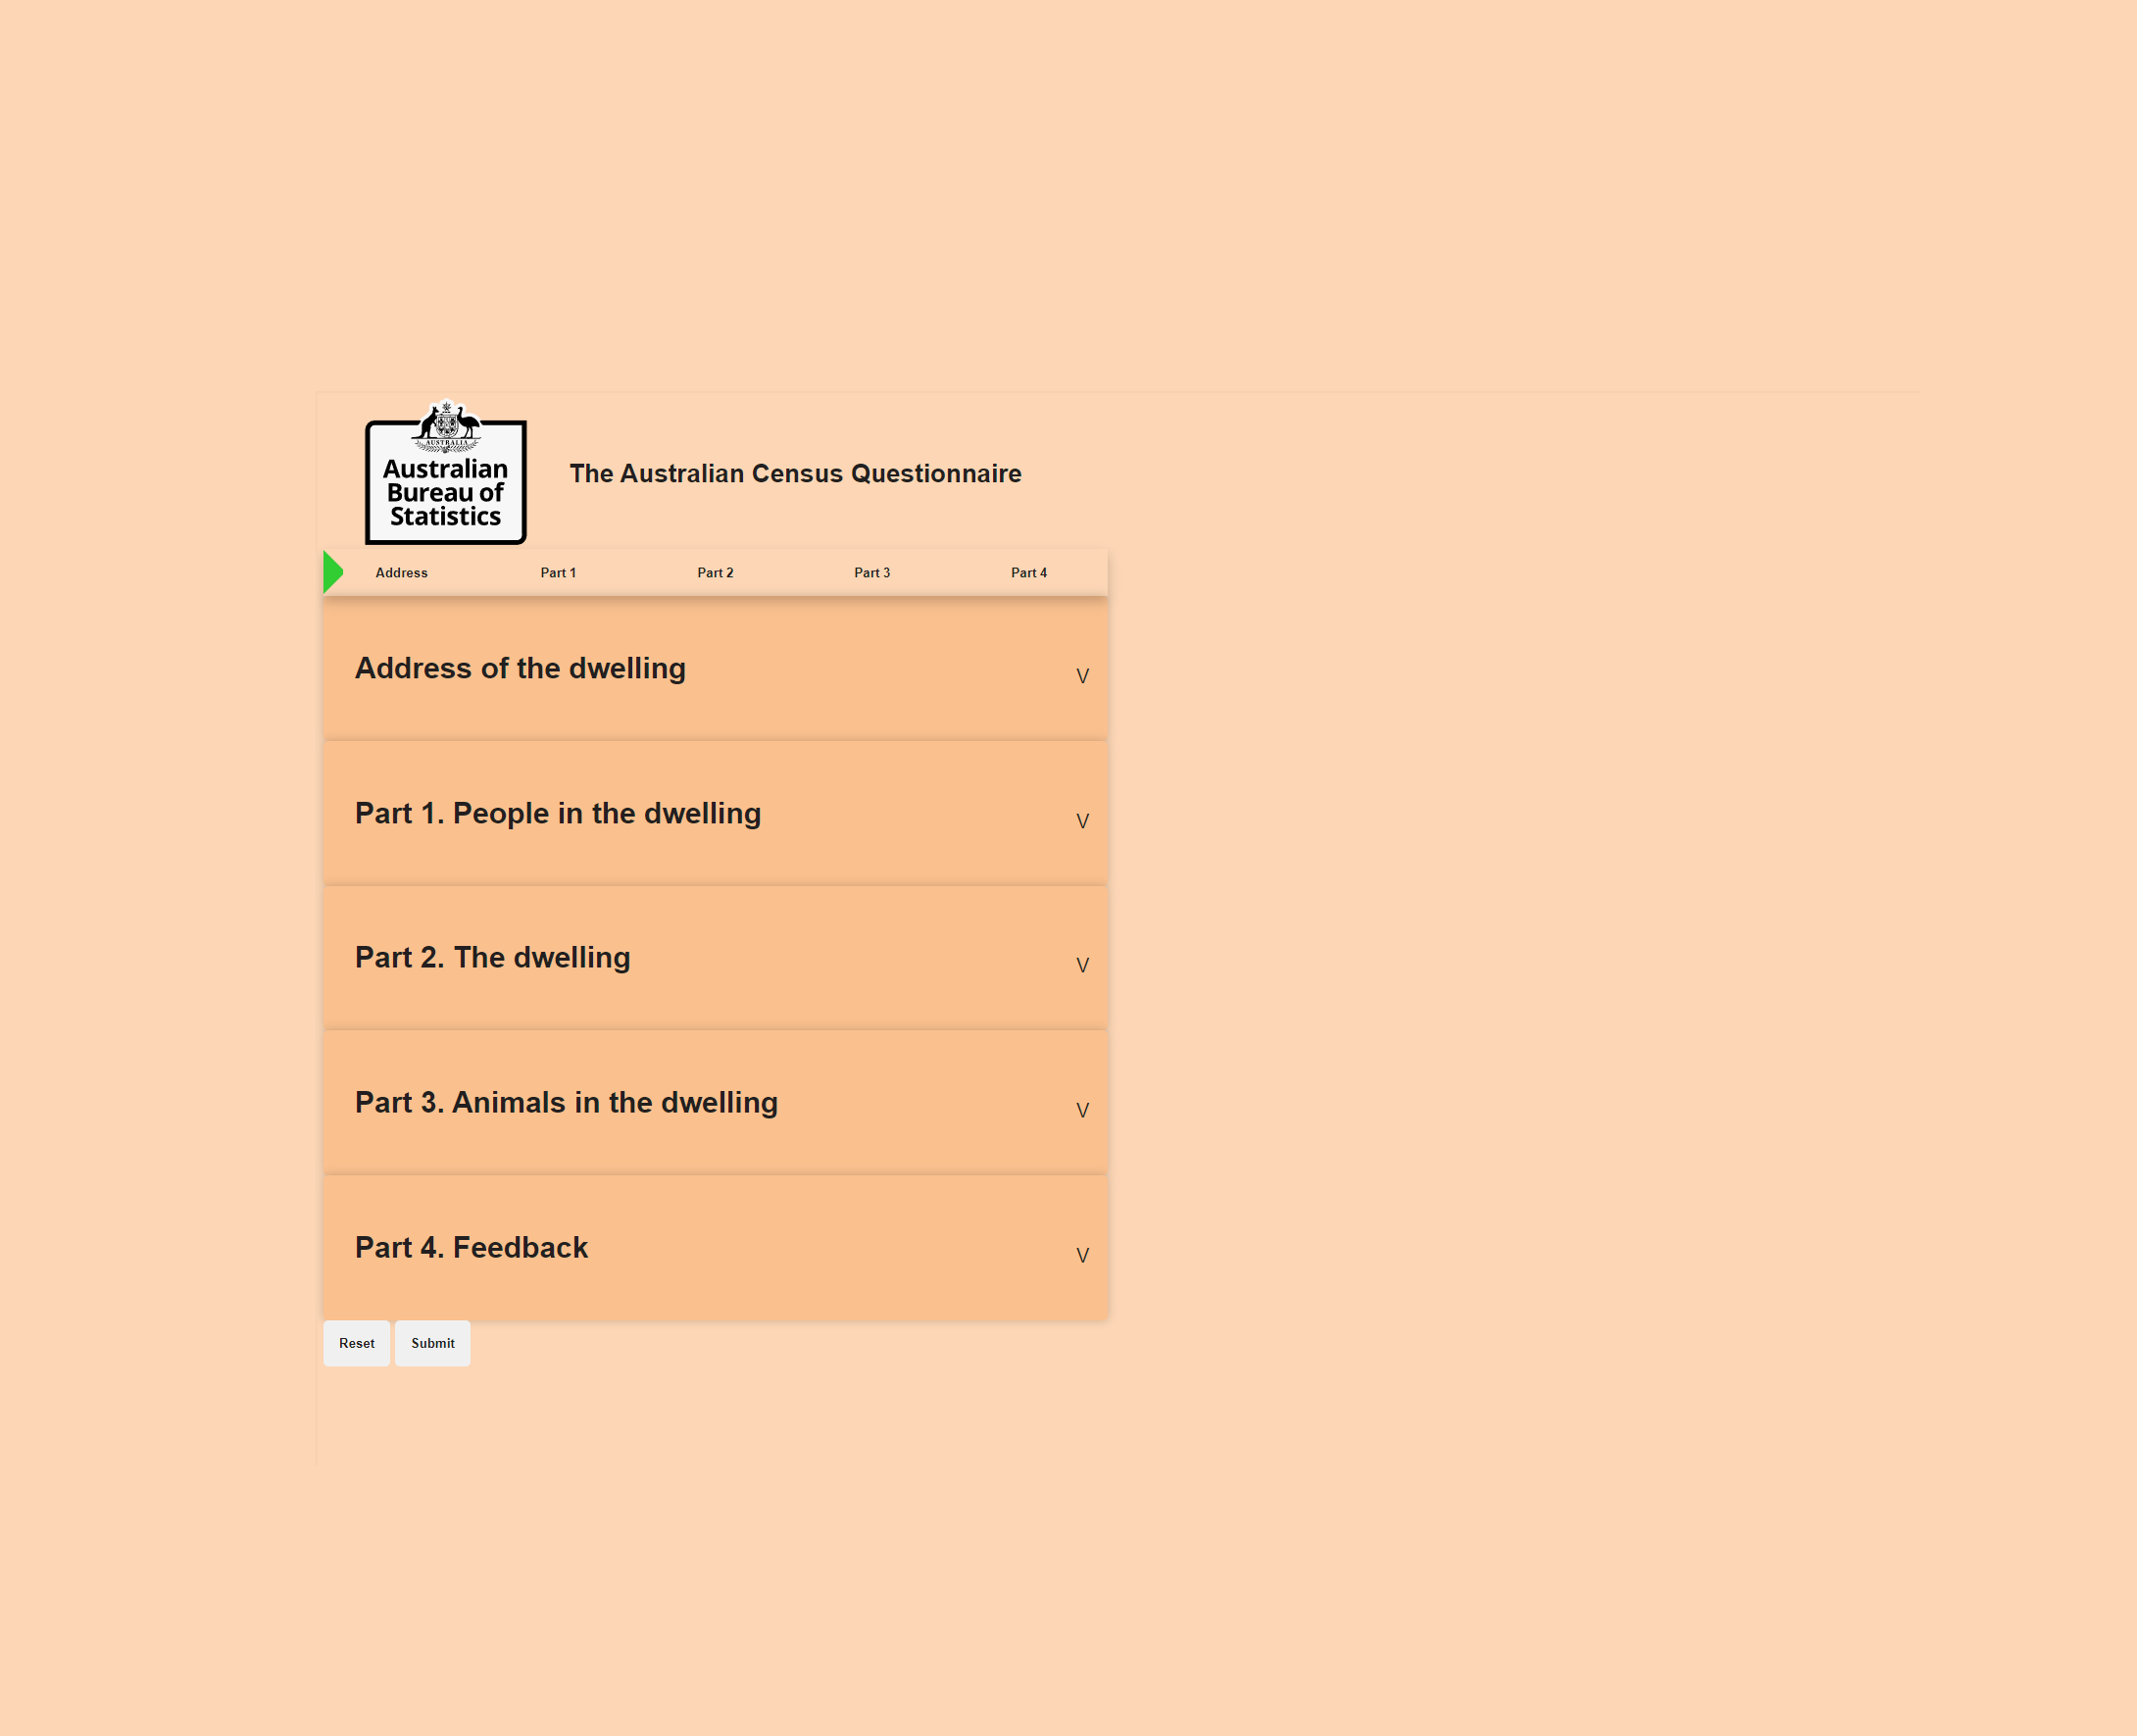 AUSTRALIA
Australian
Bureau of
Statistics
The Australian Census Questionnaire
Address Part 1 Part 2 Part 3 Part 4
Address of the dwelling V
Part 1. People in the dwelling V
Part 2. The dwelling V
Part 3. Animals in the dwelling V
Part 4. Feedback V
Reset Submit